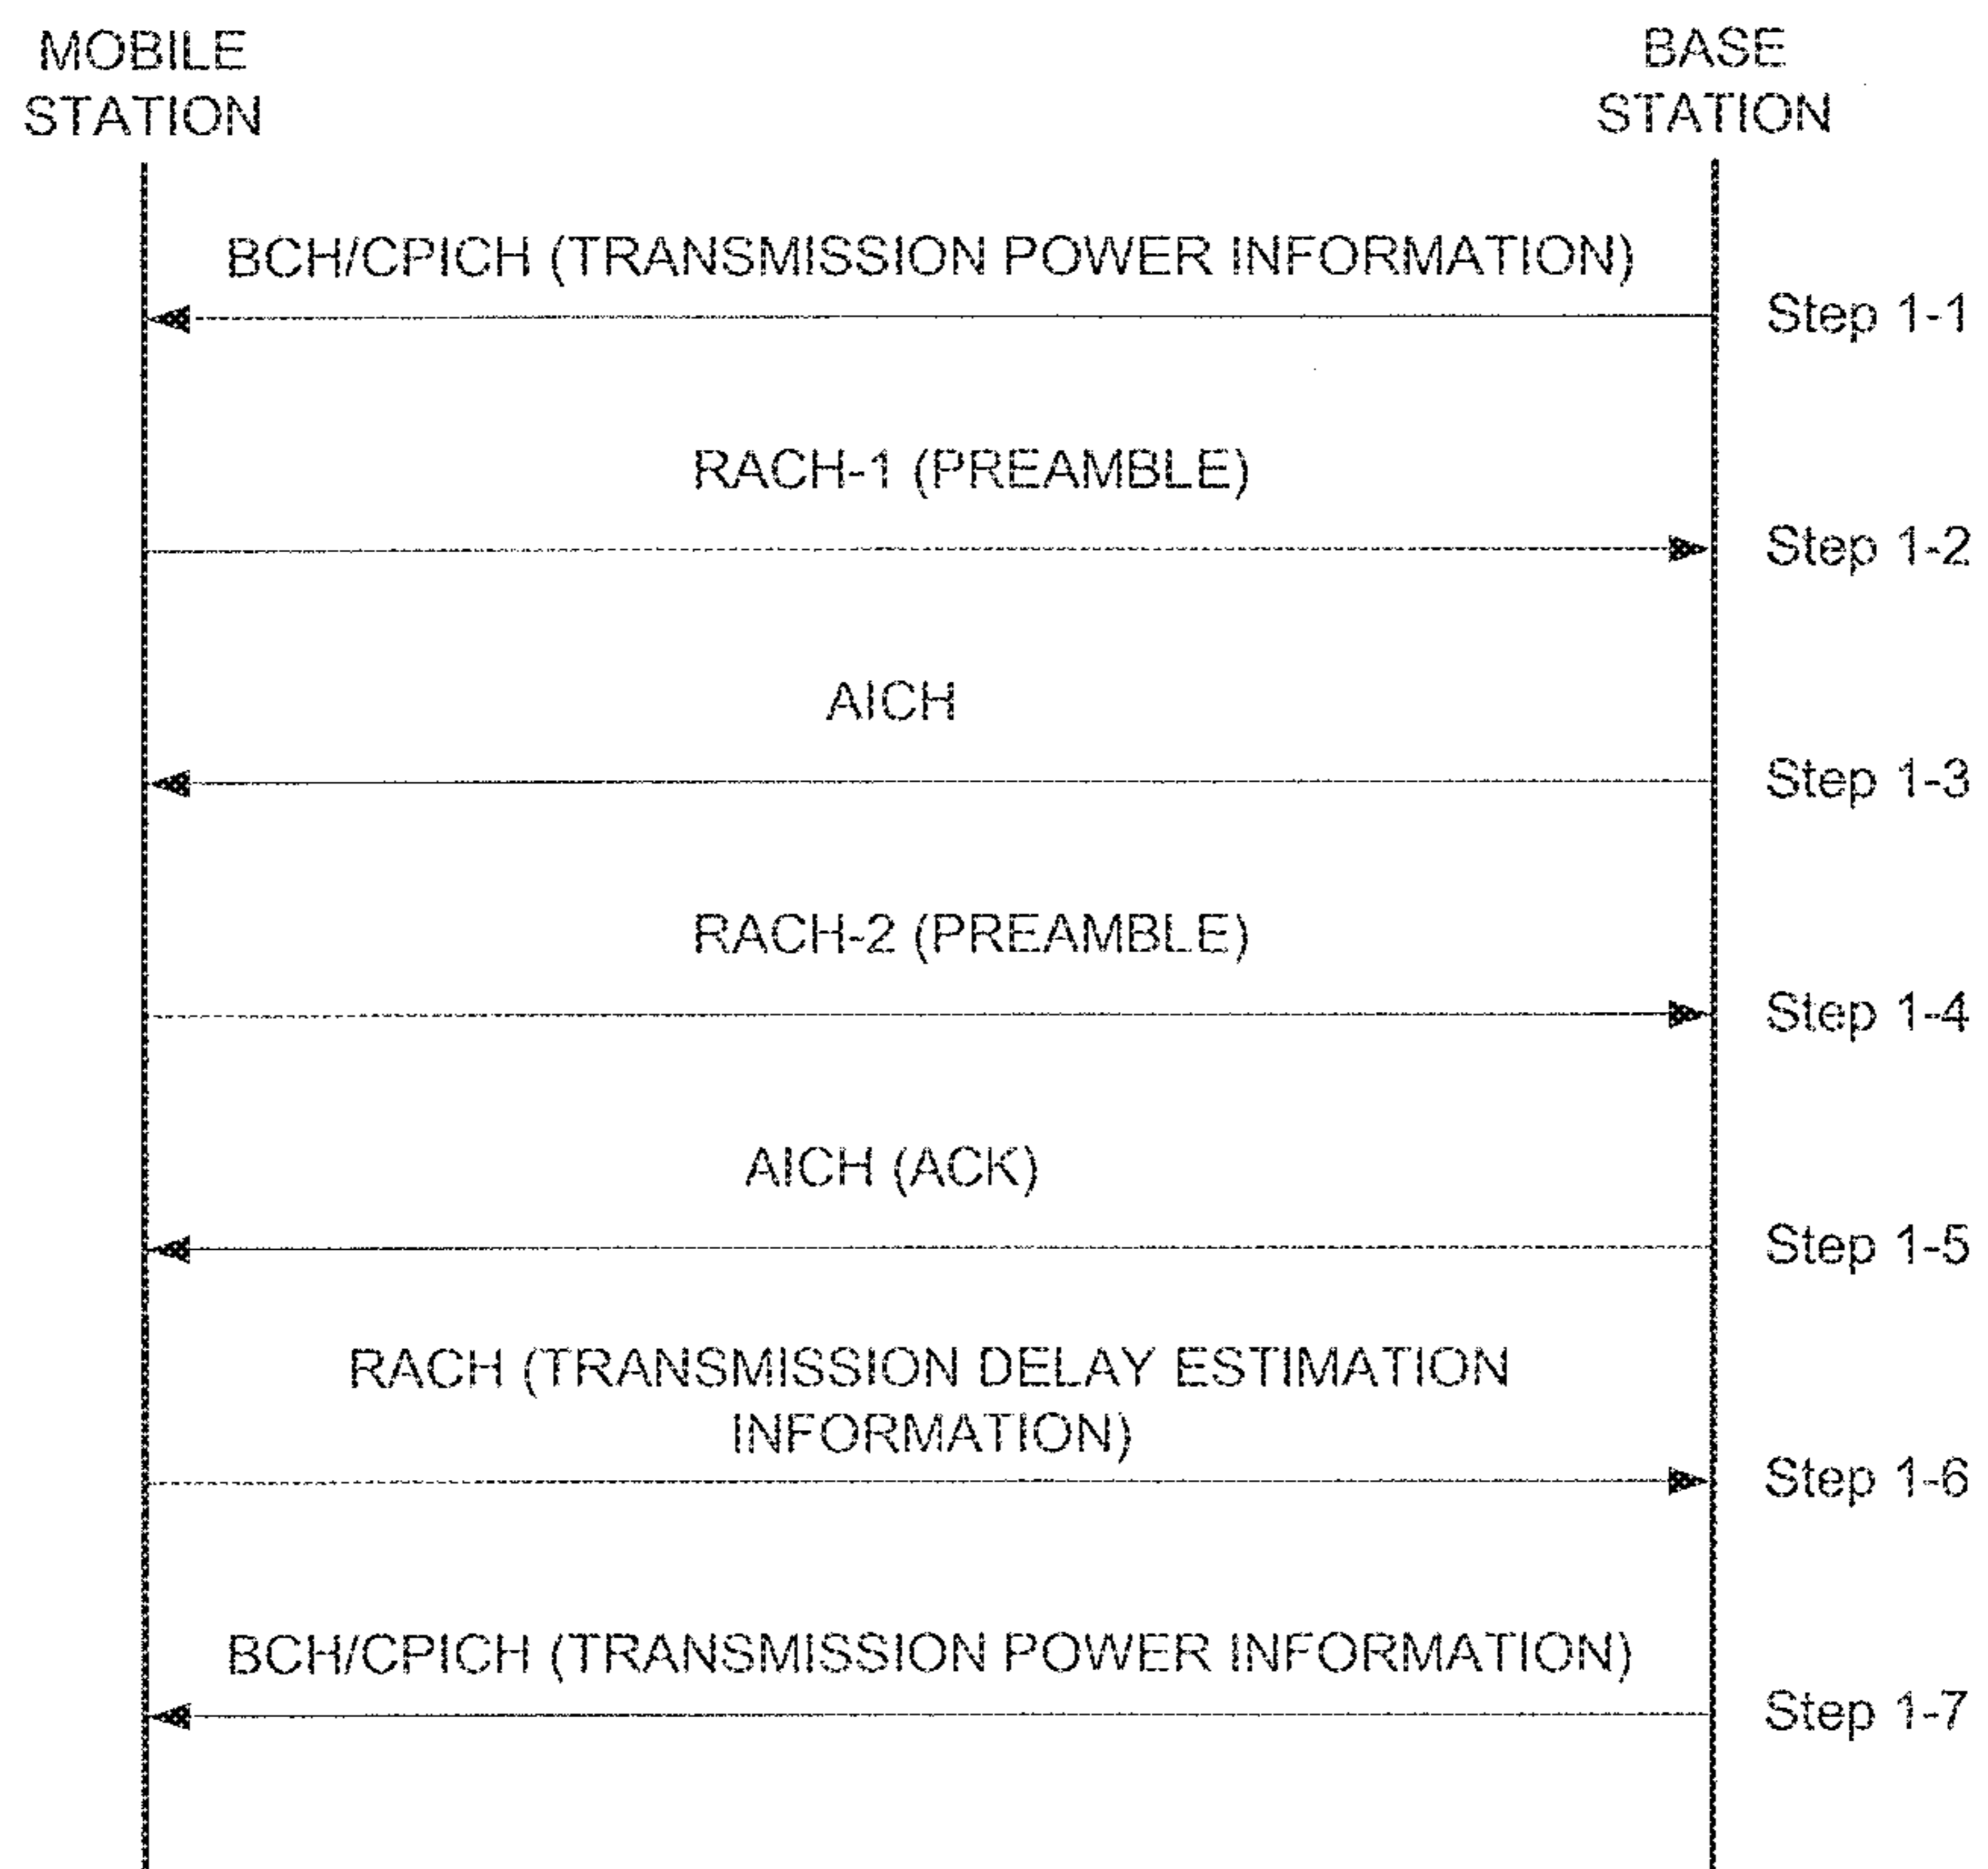 MOBILE
STATION
BASE
STATION
BCH/CPICH (TRANSMISSION POWER INFORMATION)
Step 1-1
RACH-1 (PREAMBLE)
Step 1-2
AICH
Step 1-3
RACH-2 (PREAMBLE)
Step 1-4
AICH (ACK)
Step 1-5
RACH (TRANSMISSION DELAY ESTIMATION
INFORMATION)
Step 1-6
BCH/CPICH (TRANSMISSION POWER INFORMATION)
Step 1-7